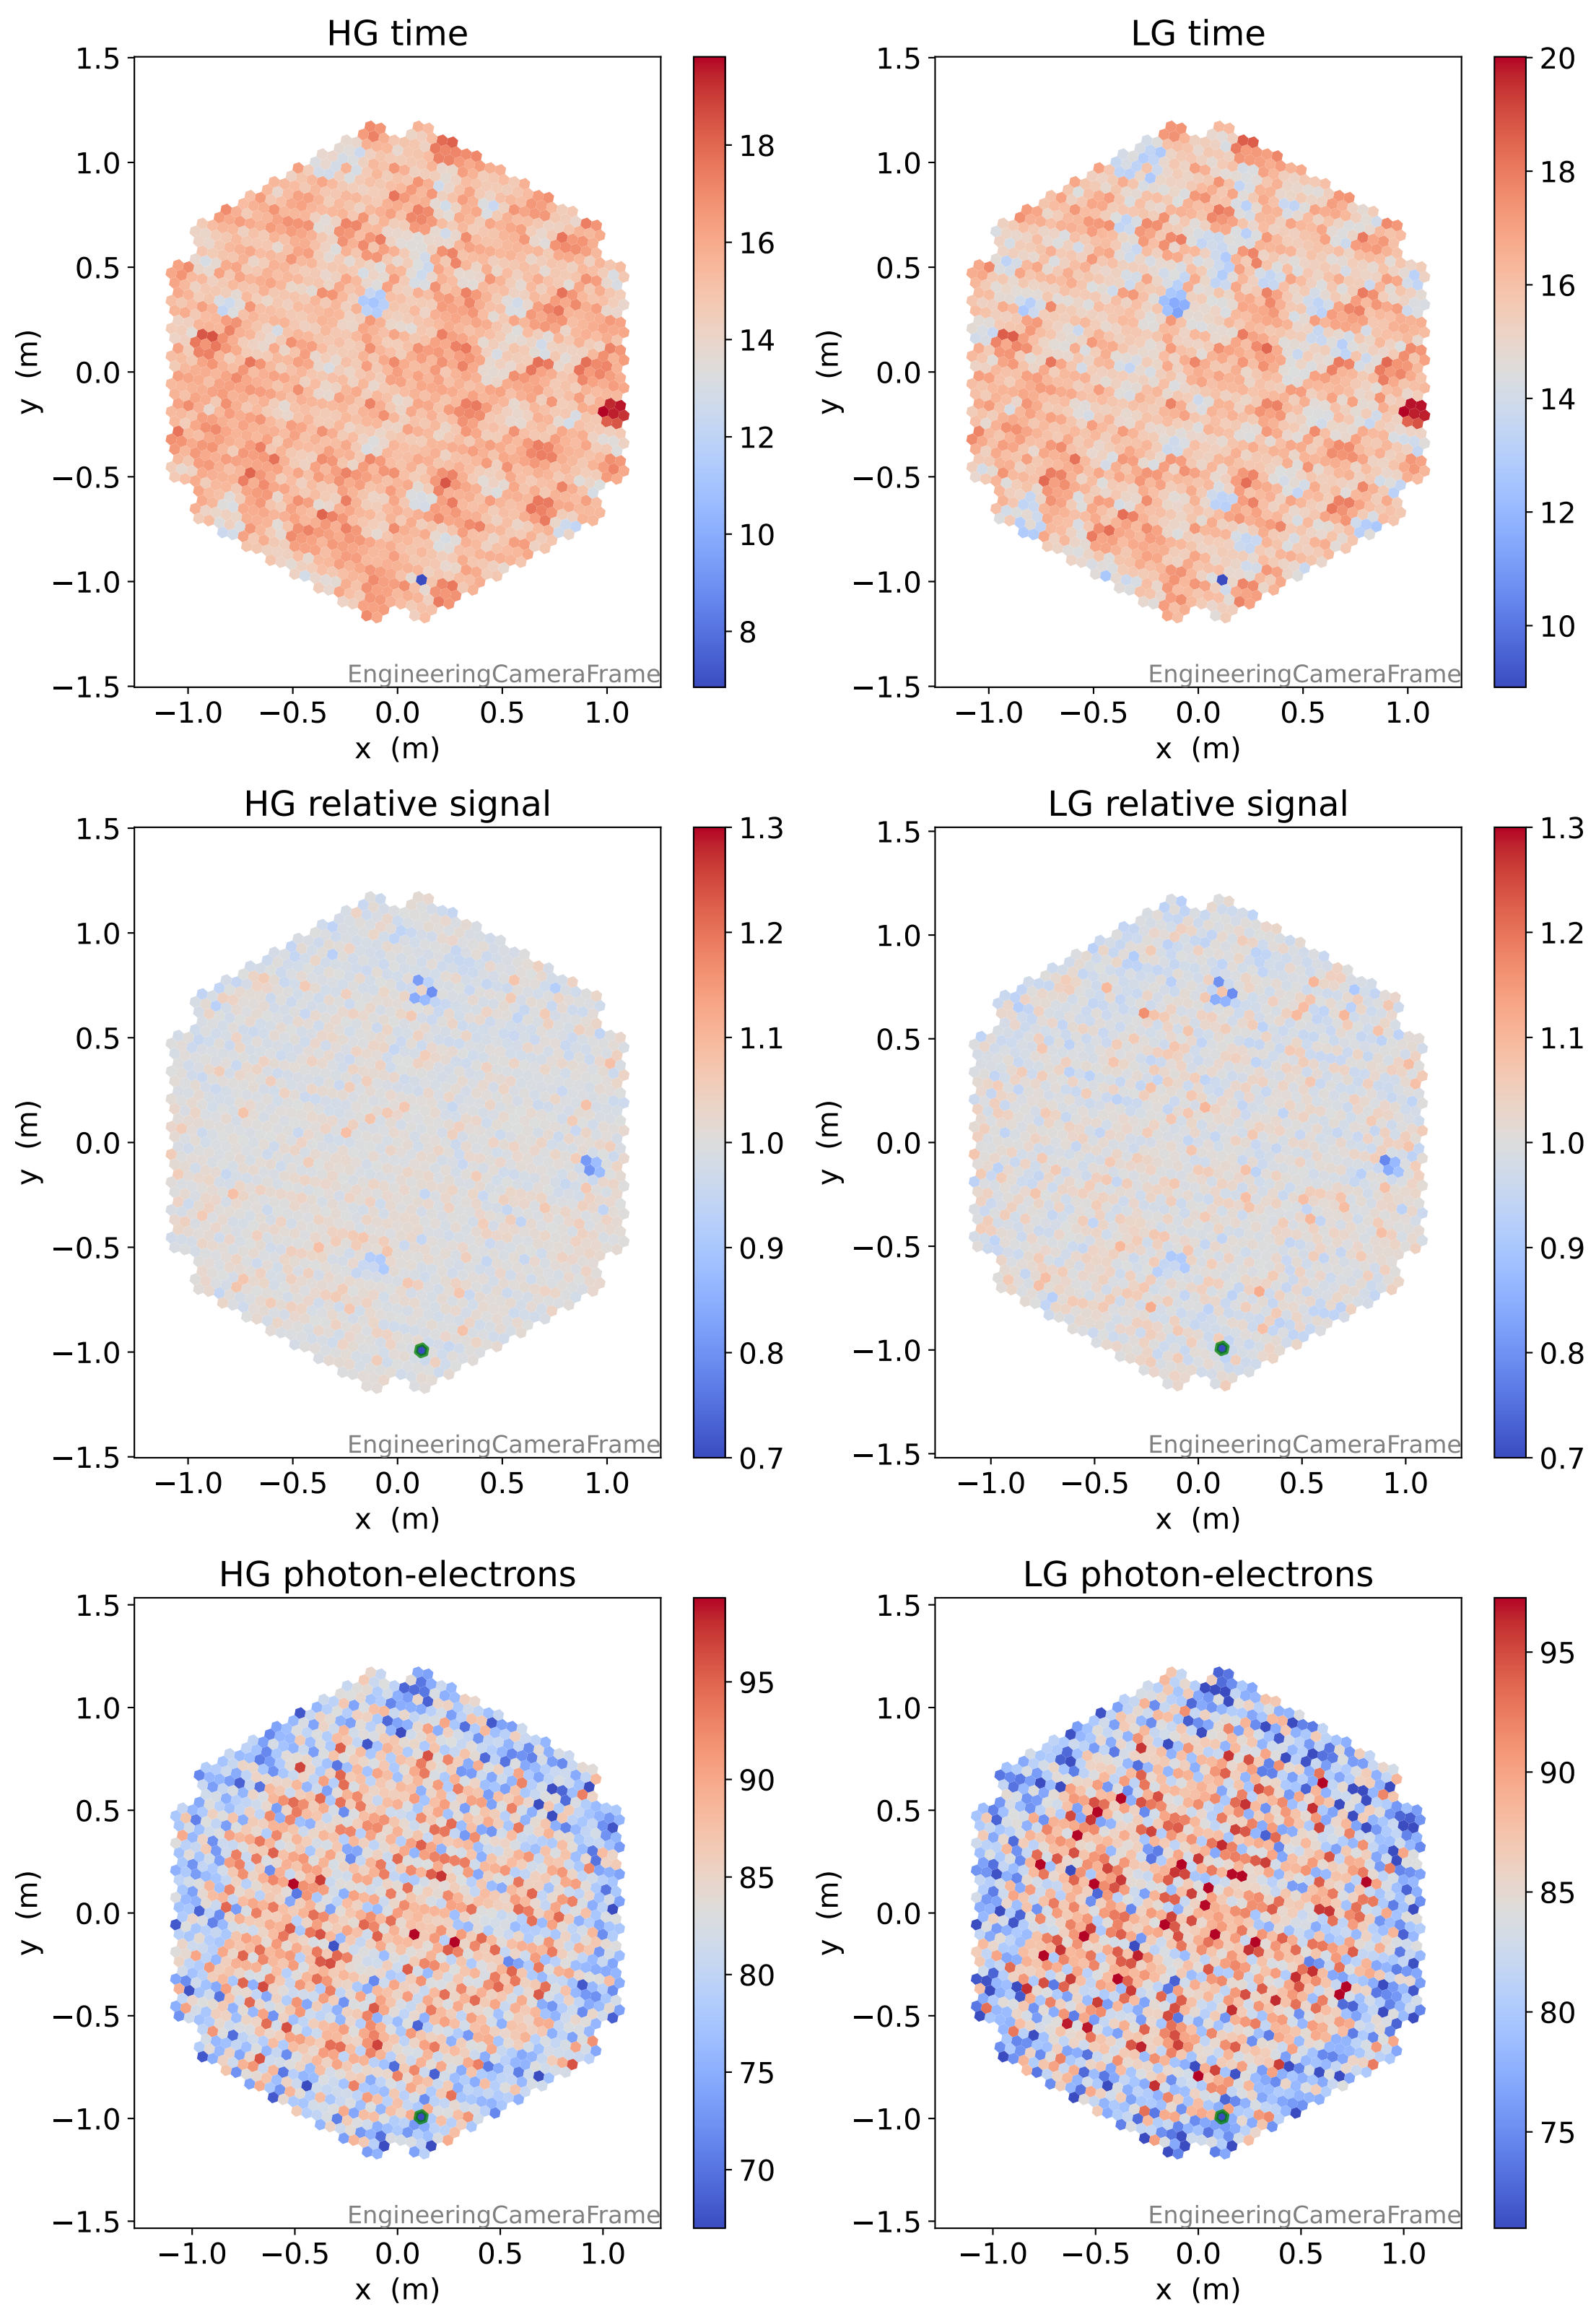 HG time
1.5
1.0
0.5
0.0
−0.5
−1.0
−1.5
y (m)
−1.0 −0.5 0.0 0.5 1.0
x (m)
EngineeringCameraFrame
18
16
14
12
10
8
LG time
1.5
1.0
0.5
0.0
−0.5
−1.0
−1.5
y (m)
−1.0 −0.5 0.0 0.5 1.0
x (m)
EngineeringCameraFrame
20
18
16
14
12
10
HG relative signal
1.5
1.0
0.5
0.0
−0.5
−1.0
−1.5
y (m)
−1.0 −0.5 0.0 0.5 1.0
x (m)
EngineeringCameraFrame
1.3
1.2
1.1
1.0
0.9
0.8
0.7
LG relative signal
1.5
1.0
0.5
0.0
−0.5
−1.0
−1.5
y (m)
−1.0 −0.5 0.0 0.5 1.0
x (m)
EngineeringCameraFrame
1.3
1.2
1.1
1.0
0.9
0.8
0.7
HG photon-electrons
1.5
1.0
0.5
0.0
−0.5
−1.0
−1.5
y (m)
−1.0 −0.5 0.0 0.5 1.0
x (m)
EngineeringCameraFrame
95
90
85
80
75
70
LG photon-electrons
1.5
1.0
0.5
0.0
−0.5
−1.0
−1.5
y (m)
−1.0 −0.5 0.0 0.5 1.0
x (m)
EngineeringCameraFrame
95
90
85
80
75